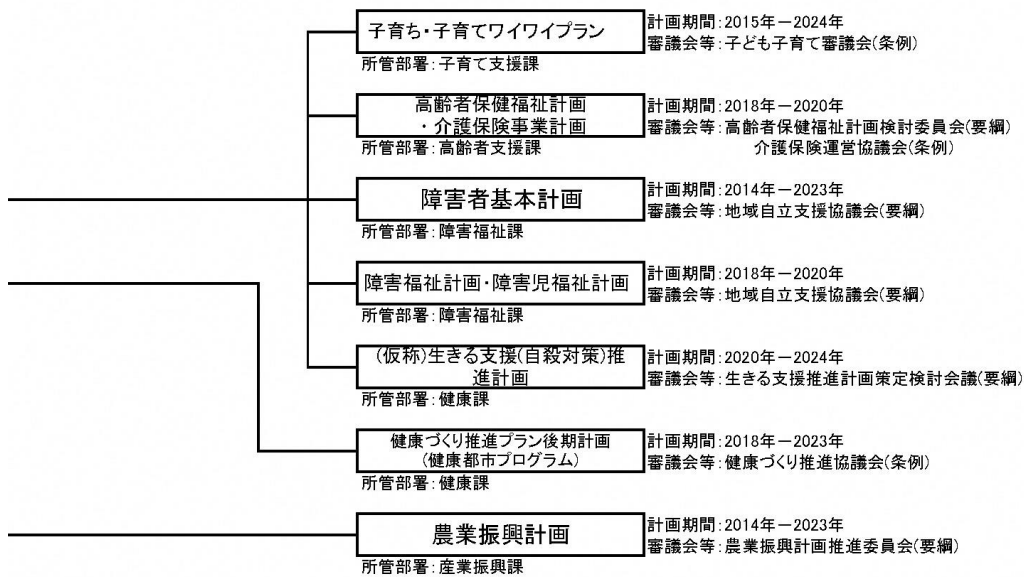 子育ち・子育てワイワイプラン
計画期間:2015年－2024年
審議会等:子ども子育て審議会(条例)
所管部署:子育て支援課
高齢者保健福祉計画
・介護保険事業計画
計画期間:2018年－2020年
審議会等:高齢者保健福祉計画検討委員会(要綱)
介護保険運営協議会(条例)
所管部署:高齢者支援課
障害者基本計画
計画期間:2014年－2023年
審議会等:地域自立支援協議会(要綱)
所管部署:障害福祉課
障害福祉計画・障害児福祉計画
計画期間:2018年－2020年
審議会等:地域自立支援協議会(要綱)
所管部署:障害福祉課
(仮称)生きる支援(自殺対策)推
進計画
計画期間:2020年－2024年
審議会等:生きる支援推進計画策定検討会議(要綱)
所管部署:健康課
健康づくり推進プラン後期計画
(健康都市プログラム)
計画期間:2018年－2023年
審議会等:健康づくり推進協議会(条例)
所管部署:健康課
農業振興計画
計画期間:2014年－2023年
審議会等:農業振興計画推進委員会(要綱)
所管部署:産業振興課